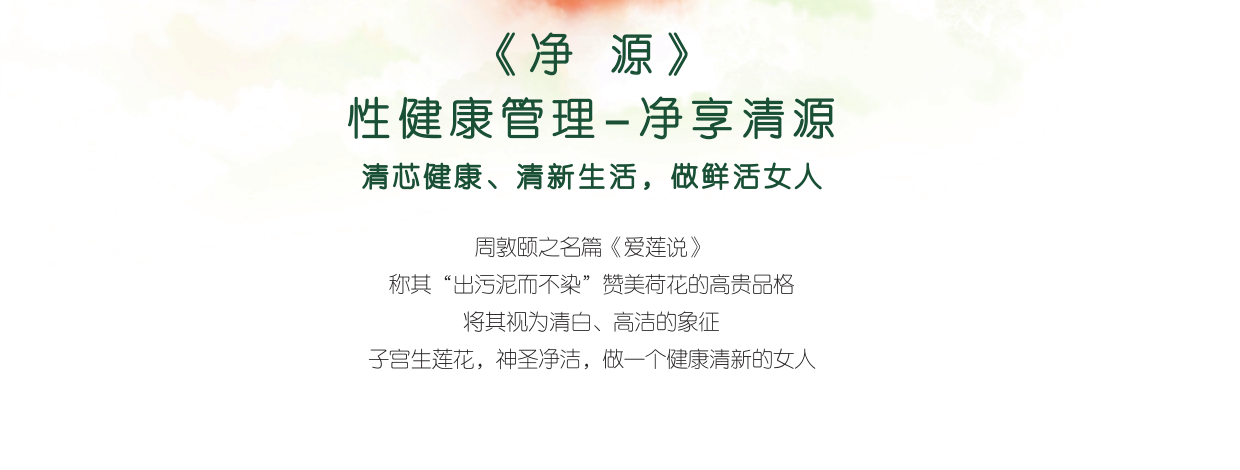 《净 源》
性健康管理-净享清源
清芯健康、清新生活，做鲜活女人
周敦颐之名篇《爱莲说》
称其“出污泥而不染”赞美荷花的高贵品格
将其视为清白、高洁的象征
子宫生莲花，神圣净洁，做一个健康清新的女人